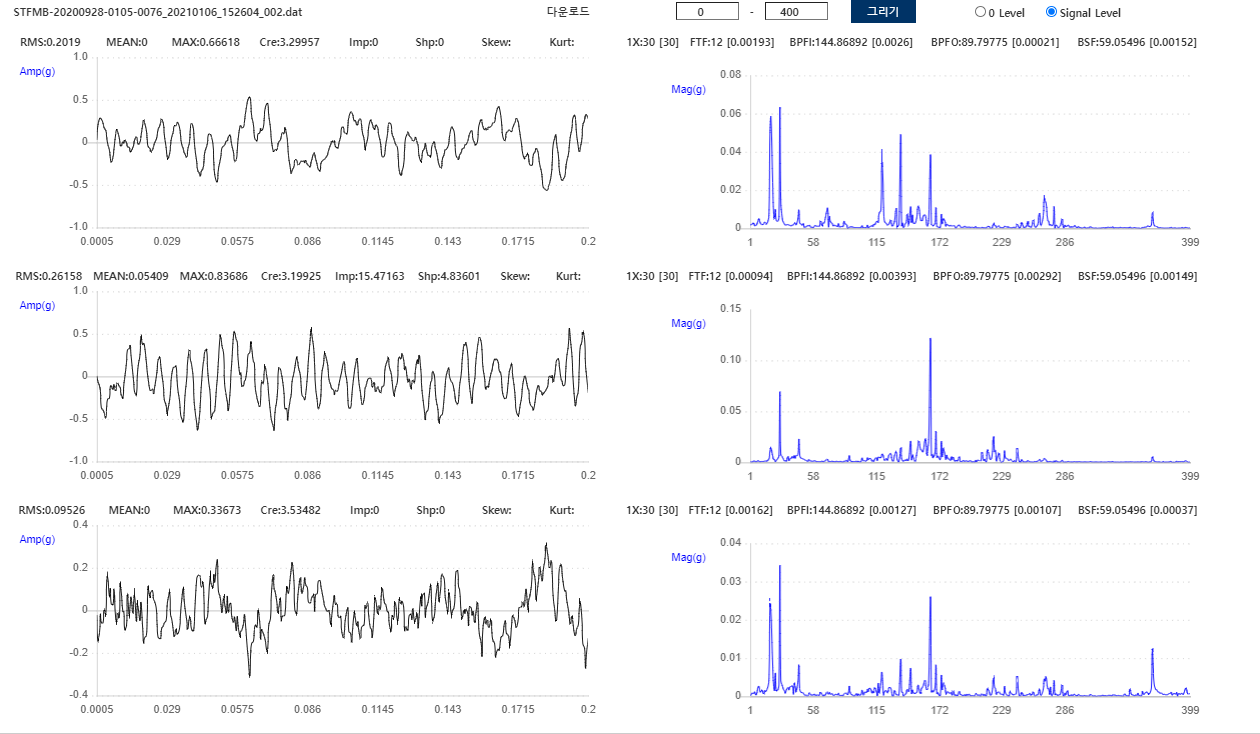 STFMB-20200928-0105-0076_20210106_152604_002.dat 다운로드 0 - 400 그리기 0 Level Signal Level
RMS:0.2019 MEAN:0 MAX:0.66618 Cre:3.29957 Imp:0 Shp:0 Skew: Kurt: 1X:30 [30] FTF:12 [0.00193] BPFI:144.86892 [0.0026] BPFO:89.79775 [0.00021] BSF:59.05496 [0.00152]
Amp(g)
1.0
0.5
0
-0.5
-1.0
0.0005 0.029 0.0575 0.086 0.1145 0.143 0.1715 0.2
Mag(g)
0.08
0.06
0.04
0.02
0
1 58 115 172 229 286 399
RMS:0.26158 MEAN:0.05409 MAX:0.83686 Cre:3.19925 Imp:15.47163 Shp:4.83601 Skew: Kurt: 1X:30 [30] FTF:12 [0.00094] BPFI:144.86892 [0.00393] BPFO:89.79775 [0.00292] BSF:59.05496 [0.00149]
Amp(g)
1.0
0.5
0
-0.5
-1.0
0.0005 0.029 0.0575 0.086 0.1145 0.143 0.1715 0.2
Mag(g)
0.15
0.10
0.05
0
1 58 115 172 229 286 399
RMS:0.09526 MEAN:0 MAX:0.33673 Cre:3.53482 Imp:0 Shp:0 Skew: Kurt: 1X:30 [30] FTF:12 [0.00162] BPFI:144.86892 [0.00127] BPFO:89.79775 [0.00107] BSF:59.05496 [0.00037]
Amp(g)
0.4
0.2
0
-0.2
-0.4
0.0005 0.029 0.0575 0.086 0.1145 0.143 0.1715 0.2
Mag(g)
0.04
0.03
0.02
0.01
0
1 58 115 172 229 286 399